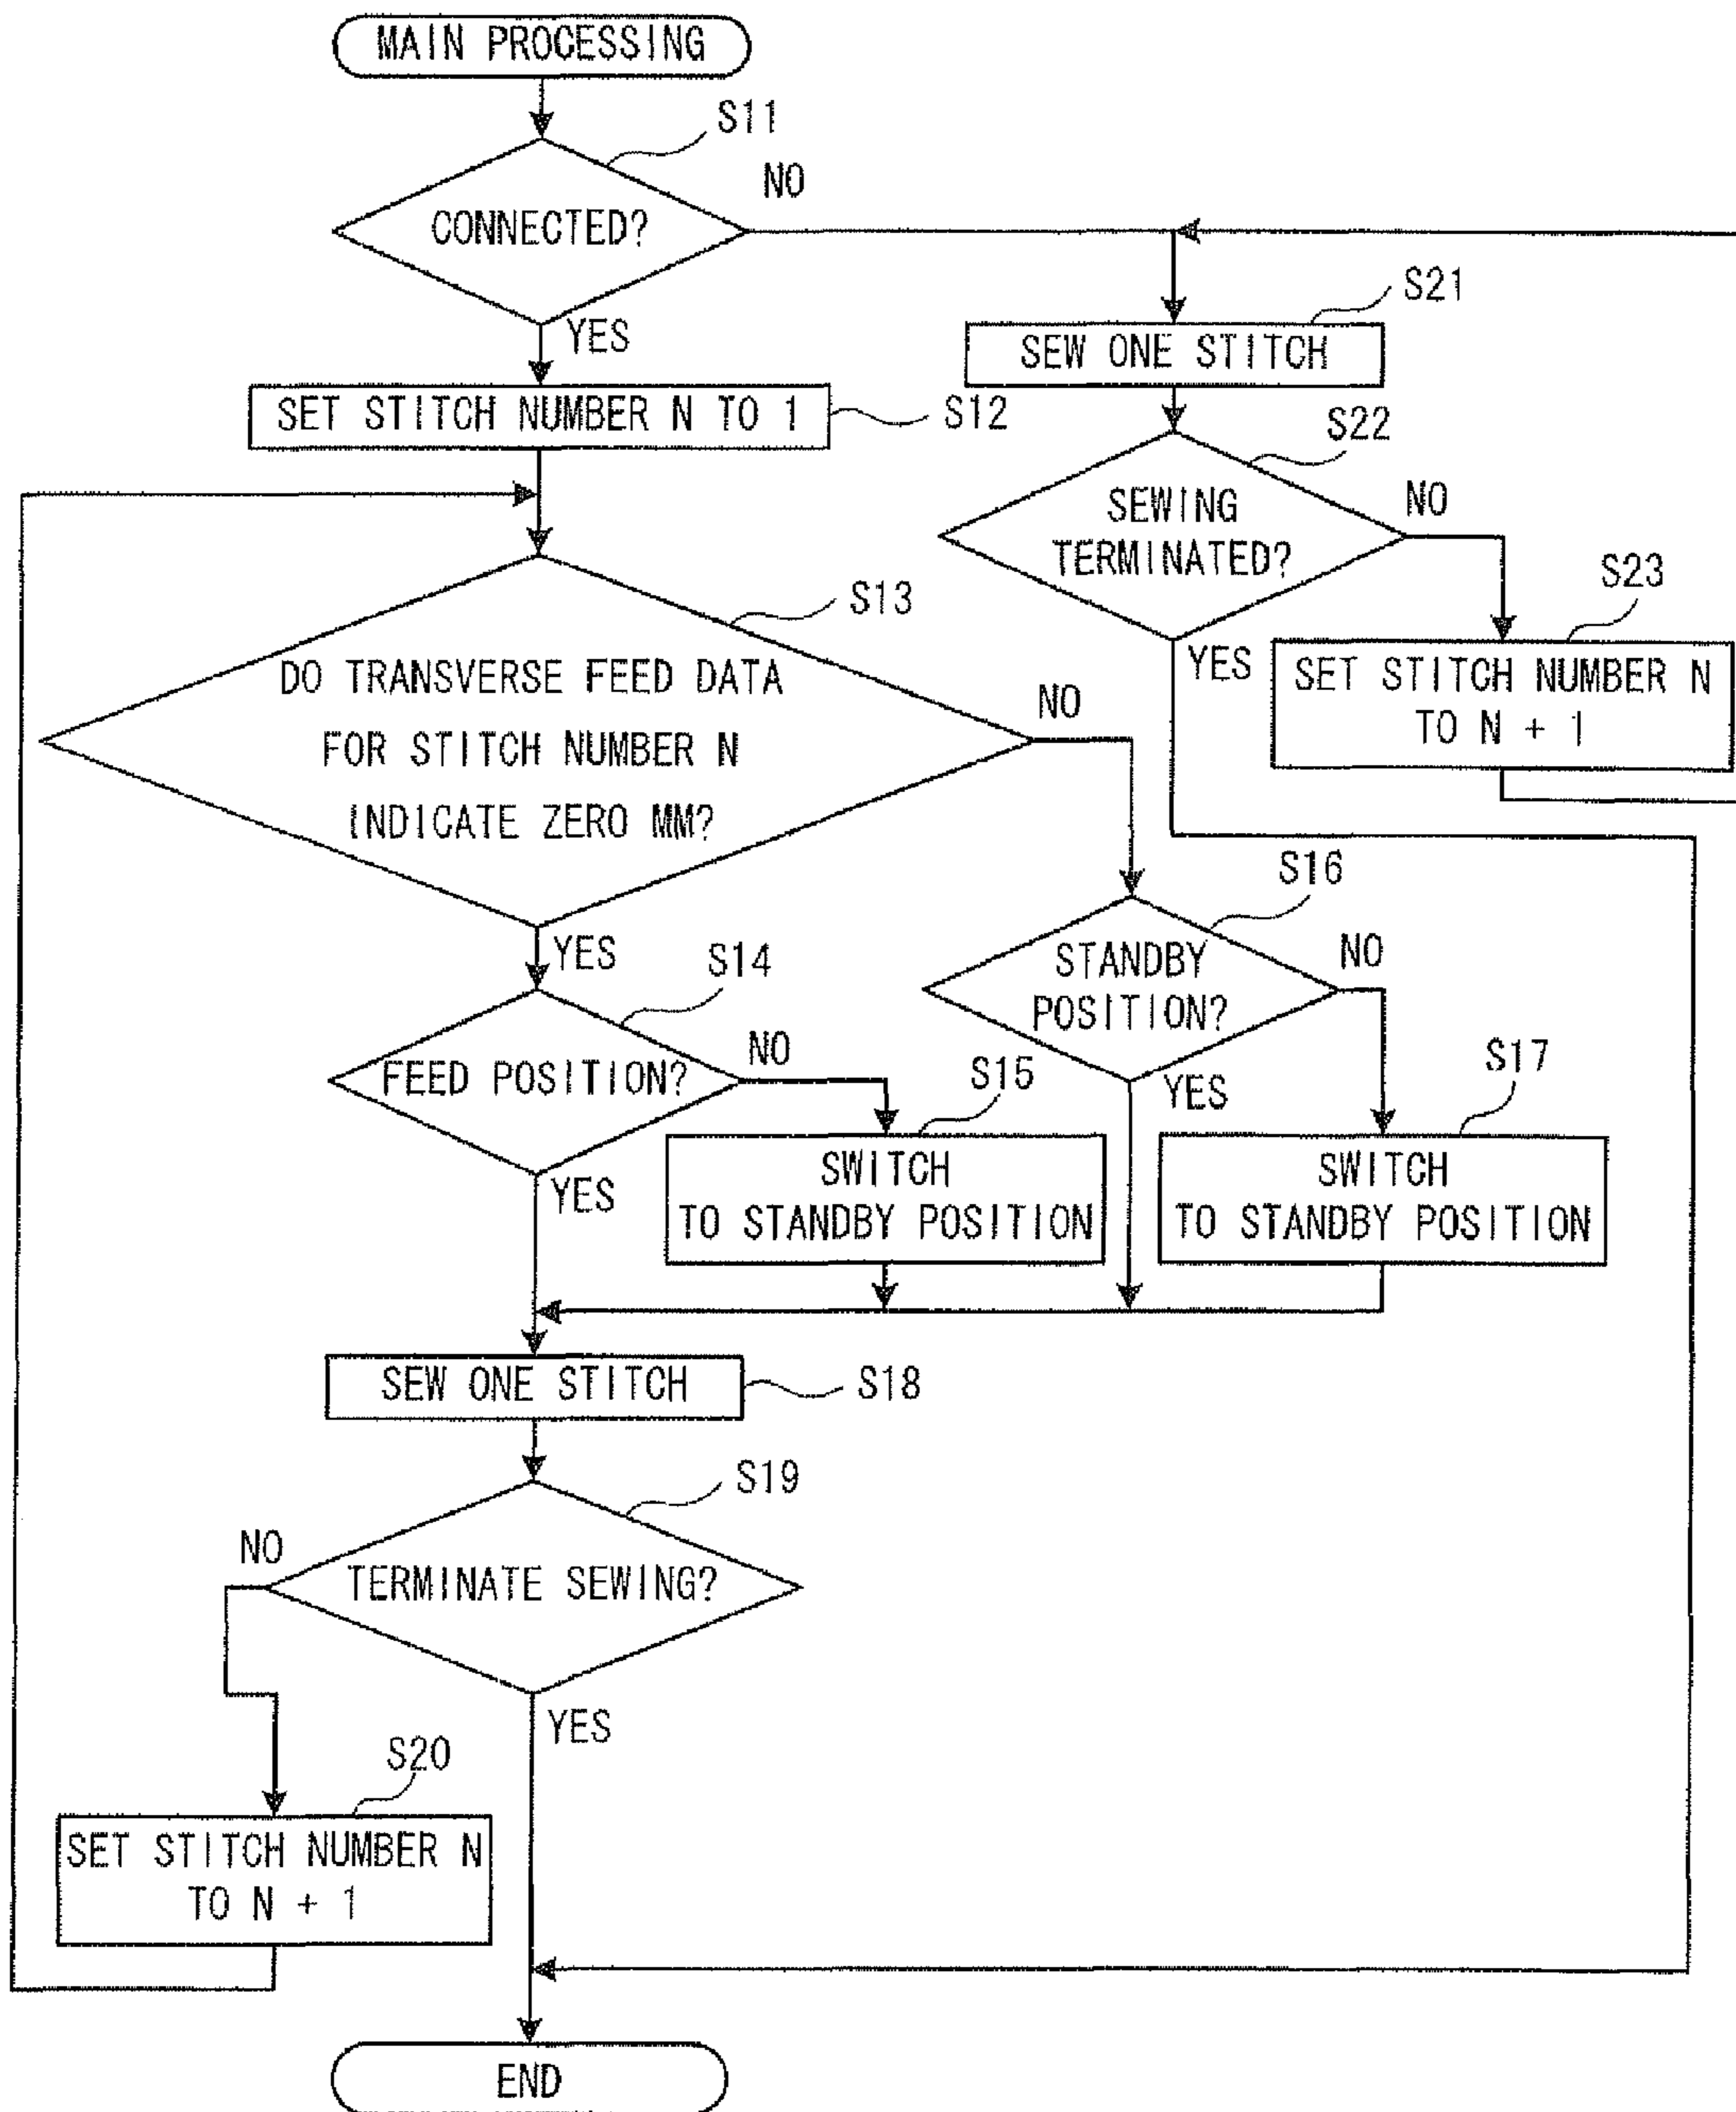 MAIN PROCESSING
S11
CONNECTED?
NO
YES
SET STITCH NUMBER N TO 1
S12
S21
SEW ONE STITCH
S22
SEWING
TERMINATED?
NO
YES
S23
SET STITCH NUMBER N
TO N + 1
S13
DO TRANSVERSE FEED DATA
FOR STITCH NUMBER N
INDICATE ZERO MM?
NO
YES
S14
FEED POSITION?
NO
YES
S15
SWITCH
TO STANDBY POSITION
S16
STANDBY
POSITION?
NO
YES
S17
SWITCH
TO STANDBY POSITION
SEW ONE STITCH
S18
S19
TERMINATE SEWING?
NO
YES
S20
SET STITCH NUMBER N
TO N + 1
END